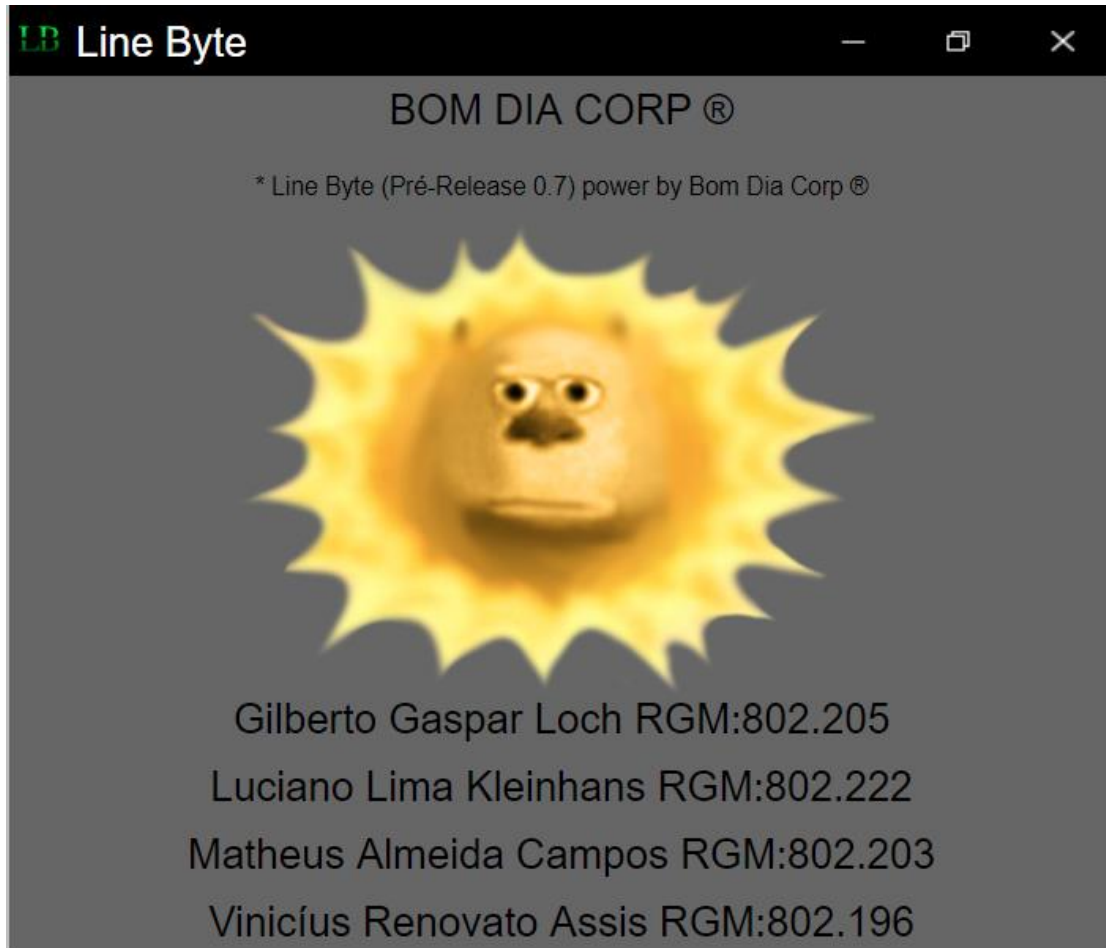 LB Line Byte
BOM DIA CORP ®
* Line Byte (Pré-Release 0.7) power by Bom Dia Corp ®
Gilberto Gaspar Loch RGM:802.205
Luciano Lima Kleinhans RGM:802.222
Matheus Almeida Campos RGM:802.203
Vinicíus Renovato Assis RGM:802.196